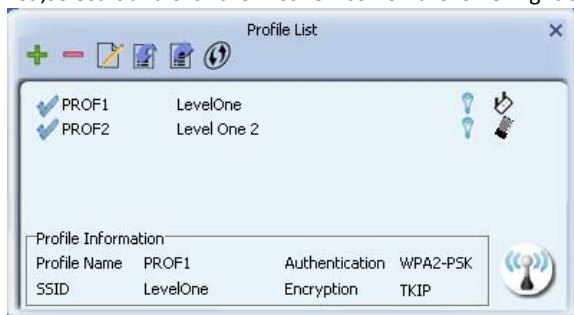 Profile List
PROF1 LevelOne
PROF2 Level One 2
Profile Information
Profile Name PROF1 Authentication WPA2-PSK
SSID LevelOne Encryption TKIP